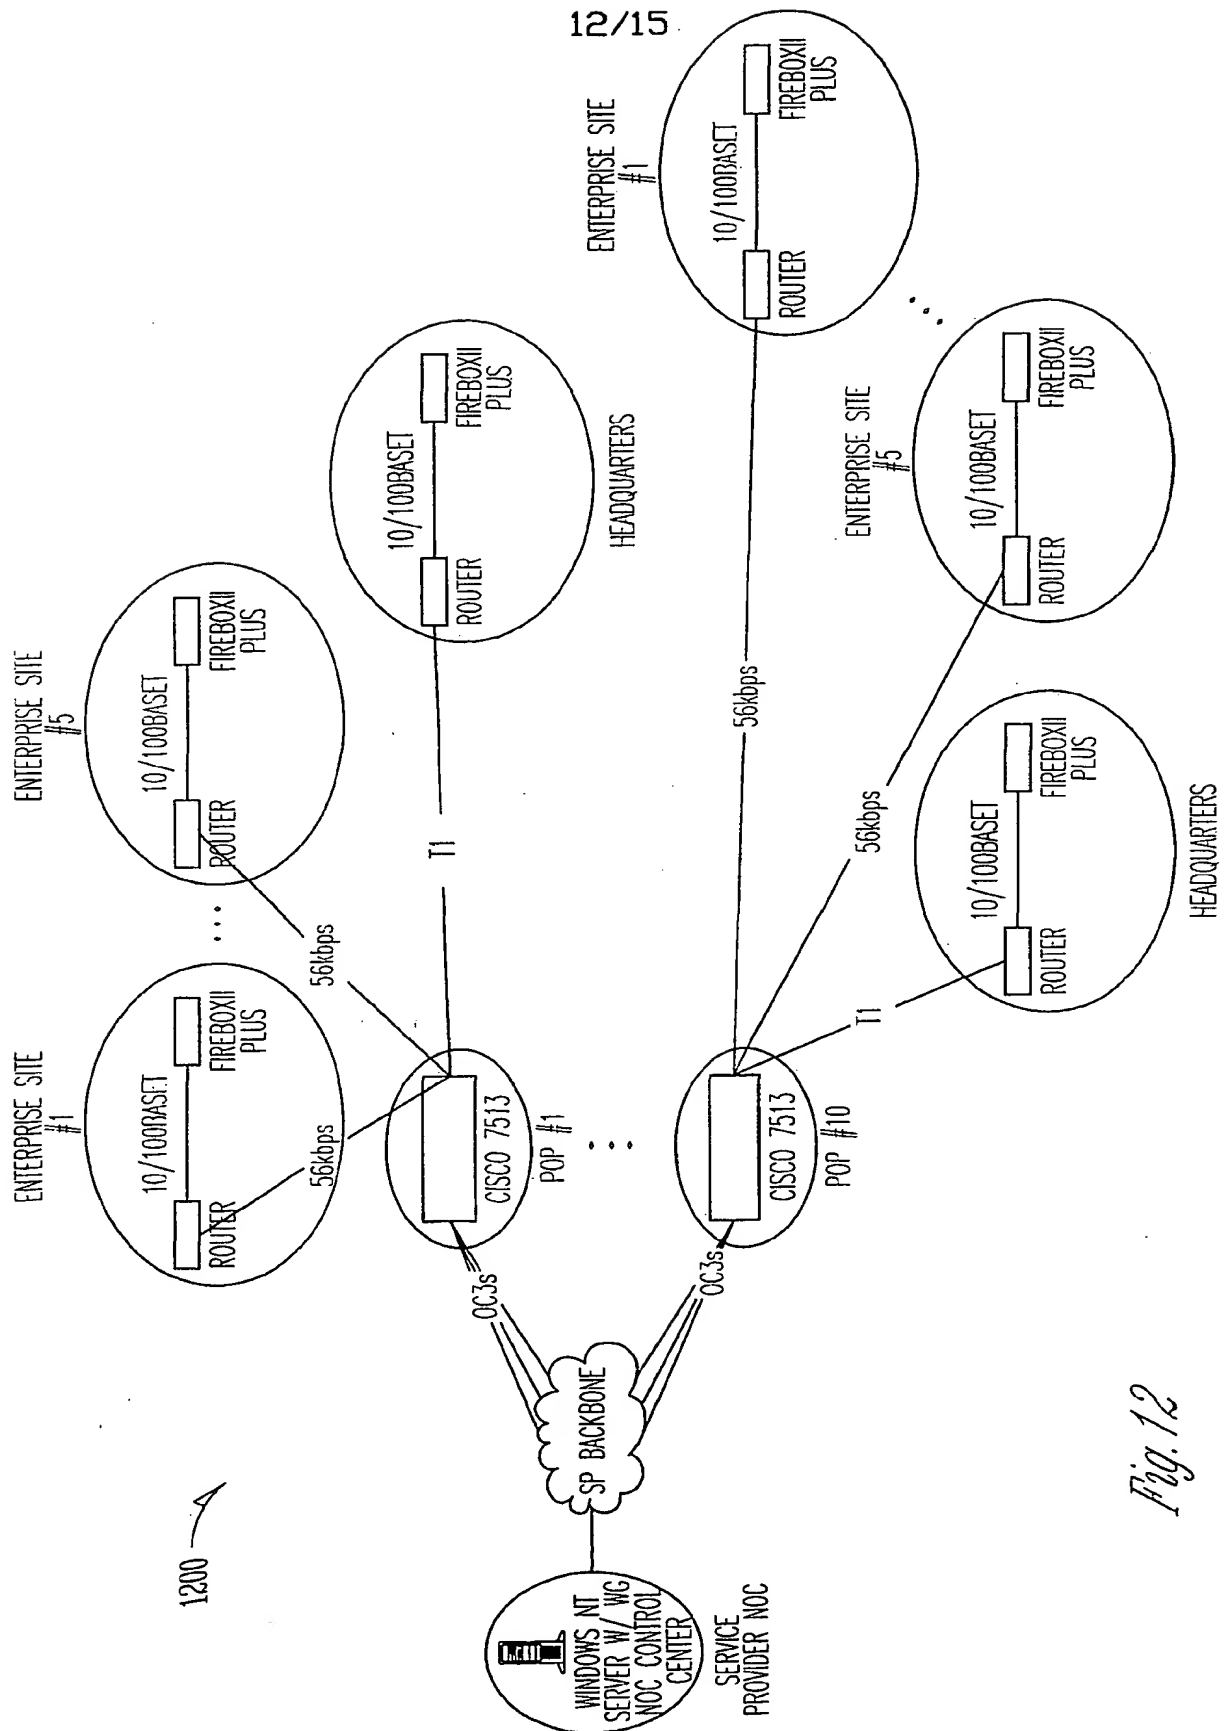 12/15
1200
ENTERPRISE SITE
#1
10/100BASET
ROUTER
FIREBOXII
PLUS
56kbps
...
ENTERPRISE SITE
#5
10/100BASET
ROUTER
FIREBOXII
PLUS
56kbps
T1
10/100BASET
ROUTER
FIREBOXII
PLUS
HEADQUARTERS
CISCO 7513
POP #1
...
CISCO 7513
POP #10
OC3s
OC3s
SP BACKBONE
WINDOWS NT
SERVER W/ WG
NOC CONTROL
CENTER
SERVICE
PROVIDER NOC
56kbps
ENTERPRISE SITE
#1
10/100BASET
ROUTER
FIREBOXII
PLUS
...
56kbps
ENTERPRISE SITE
#5
10/100BASET
ROUTER
FIREBOXII
PLUS
T1
10/100BASET
ROUTER
FIREBOXII
PLUS
HEADQUARTERS
Fig. 12